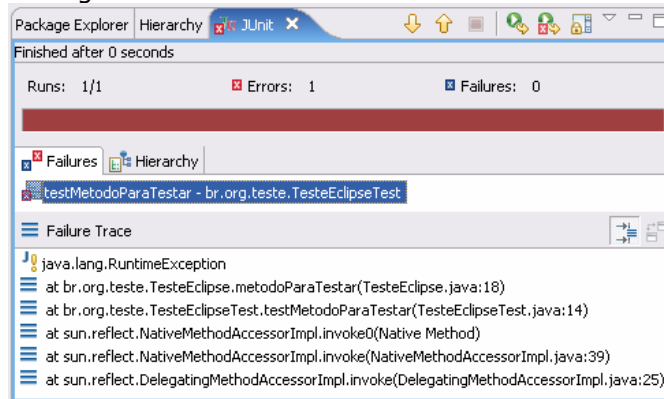 Package Explorer Hierarchy JUnit
Finished after 0 seconds
Runs: 1/1 Errors: 1 Failures: 0
Failures Hierarchy
testMetodoParaTestar - br.org.teste.TesteEclipseTest
Failure Trace
java.lang.RuntimeException
at br.org.teste.TesteEclipse.metodoParaTestar(TesteEclipse.java:18)
at br.org.teste.TesteEclipseTest.testMetodoParaTestar(TesteEclipseTest.java:14)
at sun.reflect.NativeMethodAccessorImpl.invoke0(Native Method)
at sun.reflect.NativeMethodAccessorImpl.invoke(NativeMethodAccessorImpl.java:39)
at sun.reflect.DelegatingMethodAccessorImpl.invoke(DelegatingMethodAccessorImpl.java:25)